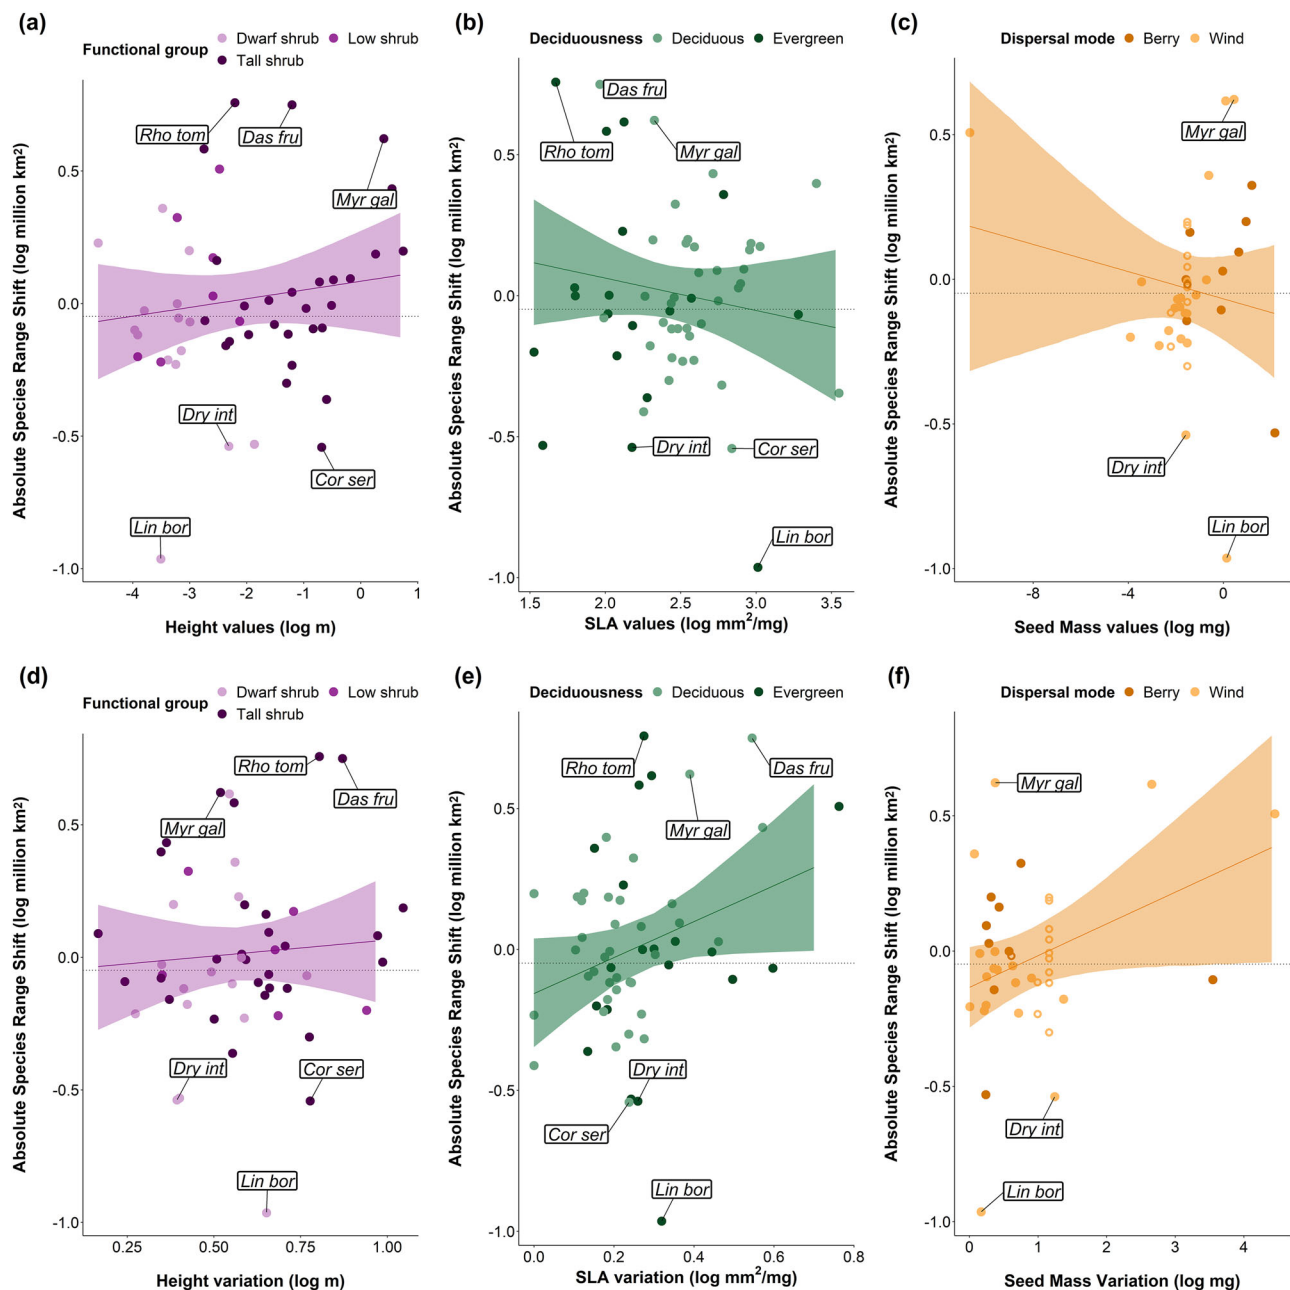 (a)
Functional group
Dwarf shrub
Low shrub
Tall shrub
Absolute Species Range Shift (log million km²)
0.5
0.0
-0.5
-1.0
Rho tom
Das fru
Myr gal
Dry int
Cor ser
Lin bor
-4
-3
-2
-1
0
1
Height values (log m)
(b)
Deciduousness
Deciduous
Evergreen
Absolute Species Range Shift (log million km²)
0.5
0.0
-0.5
-1.0
Das fru
Rho tom
Myr gal
Dry int
Cor ser
Lin bor
1.5
2.0
2.5
3.0
3.5
SLA values (log mm²/mg)
(c)
Dispersal mode
Berry
Wind
Absolute Species Range Shift (log million km²)
0.5
0.0
-0.5
-1.0
Myr gal
Dry int
Lin bor
-8
-4
0
Seed Mass values (log mg)
(d)
Functional group
Dwarf shrub
Low shrub
Tall shrub
Absolute Species Range Shift (log million km²)
0.5
0.0
-0.5
-1.0
Rho tom
Das fru
Myr gal
Dry int
Cor ser
Lin bor
0.25
0.50
0.75
1.00
Height variation (log m)
(e)
Deciduousness
Deciduous
Evergreen
Absolute Species Range Shift (log million km²)
0.5
0.0
-0.5
-1.0
Rho tom
Das fru
Myr gal
Dry int
Cor ser
Lin bor
0.0
0.2
0.4
0.6
0.8
SLA variation (log mm²/mg)
(f)
Dispersal mode
Berry
Wind
Absolute Species Range Shift (log million km²)
0.5
0.0
-0.5
-1.0
Myr gal
Dry int
Lin bor
0
1
2
3
4
Seed Mass Variation (log mg)